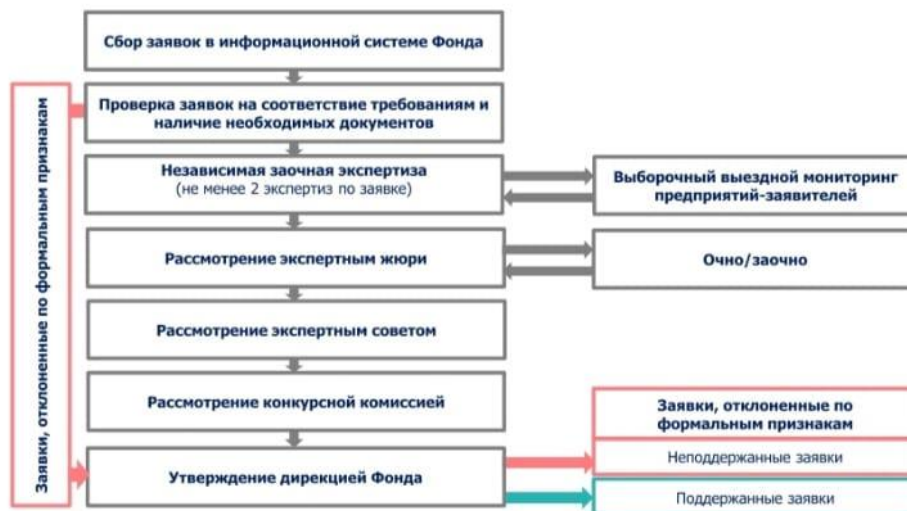 Сбор заявок в информационной системе Фонда
Заявки, отклоненные по формальным признакам
Проверка заявок на соответствие требованиям и
наличие необходимых документов
Независимая заочная экспертиза
(не менее 2 экспертиз по заявке)
Выборочный выездной мониторинг
предприятий-заявителей
Рассмотрение экспертным жюри
Очно/заочно
Рассмотрение экспертным советом
Рассмотрение конкурсной комиссией
Заявки, отклоненные по
формальным признакам
Неподдержанные заявки
Утверждение дирекцией Фонда
Поддержанные заявки